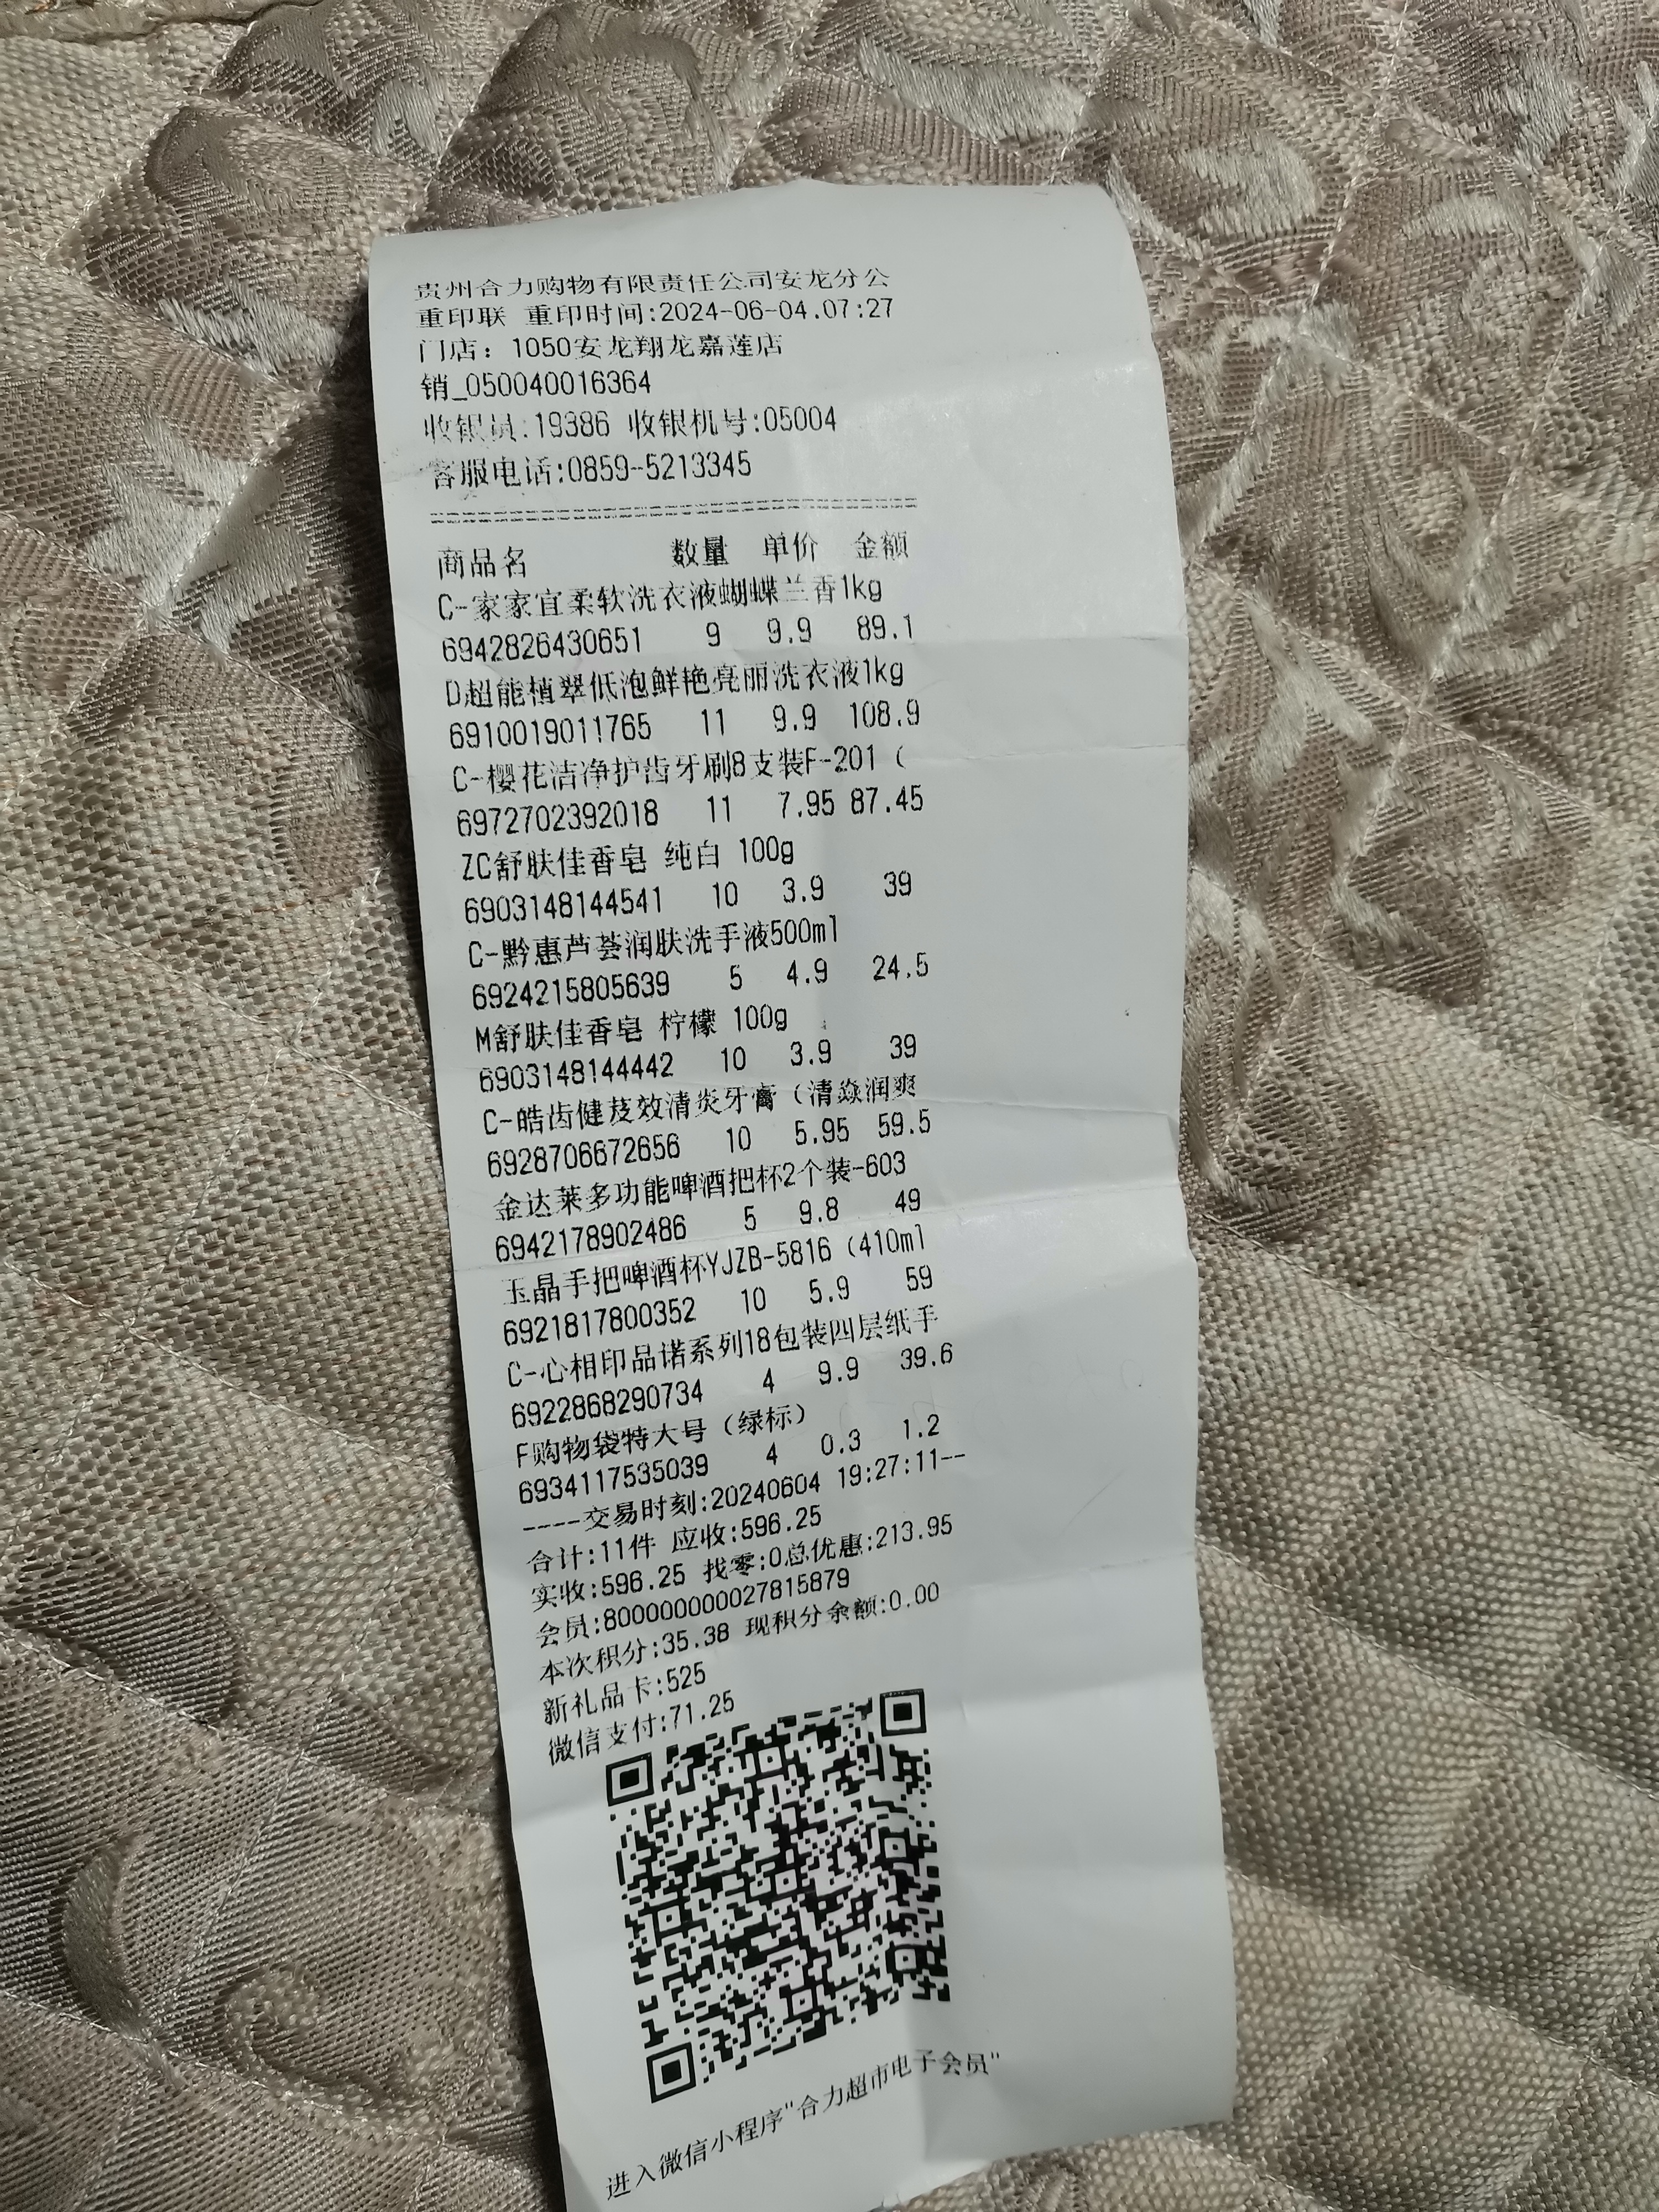 贵州合力购物有限责任公司安龙分公
重印联 重印时间:2024-06-04.07:27
门店：1050安龙翔龙嘉莲店
销_050040016364
收银员:19386 收银机号:05004
客服电话:0859-5213345
商品名 数量 单价 金额
C-家家宜柔软洗衣液蝴蝶兰香1kg
6942826430651 9 9.9 89.1
D超能植翠低泡鲜艳亮丽洗衣液1kg
6910019011765 11 9.9 108.9
C-樱花洁净护齿牙刷8支装F-201（
6972702392018 11 7.95 87.45
ZC舒肤佳香皂 纯白 100g
6903148144541 10 3.9 39
C-黔惠芦荟润肤洗手液500ml
6924215805639 5 4.9 24.5
M舒肤佳香皂 柠檬 100g
6903148144442 10 3.9 39
C-皓齿健芨效清炎牙膏（清焱润爽
6928706672656 10 5.95 59.5
金达莱多功能啤酒把杯2个装-603
6942178902486 5 9.8 49
玉晶手把啤酒杯YJZB-5816（410ml
6921817800352 10 5.9 59
C-心相印品诺系列18包装四层纸手
6922868290734 4 9.9 39.6
F购物袋特大号（绿标）
6934117535039 4 0.3 1.2
----交易时刻:20240604 19:27:11--
合计:11件 应收:596.25
实收:596.25 找零:0总优惠:213.95
会员:8000000000027815879
本次积分:35.38 现积分余额:0.00
新礼品卡:525
微信支付:71.25
进入微信小程序"合力超市电子会员"